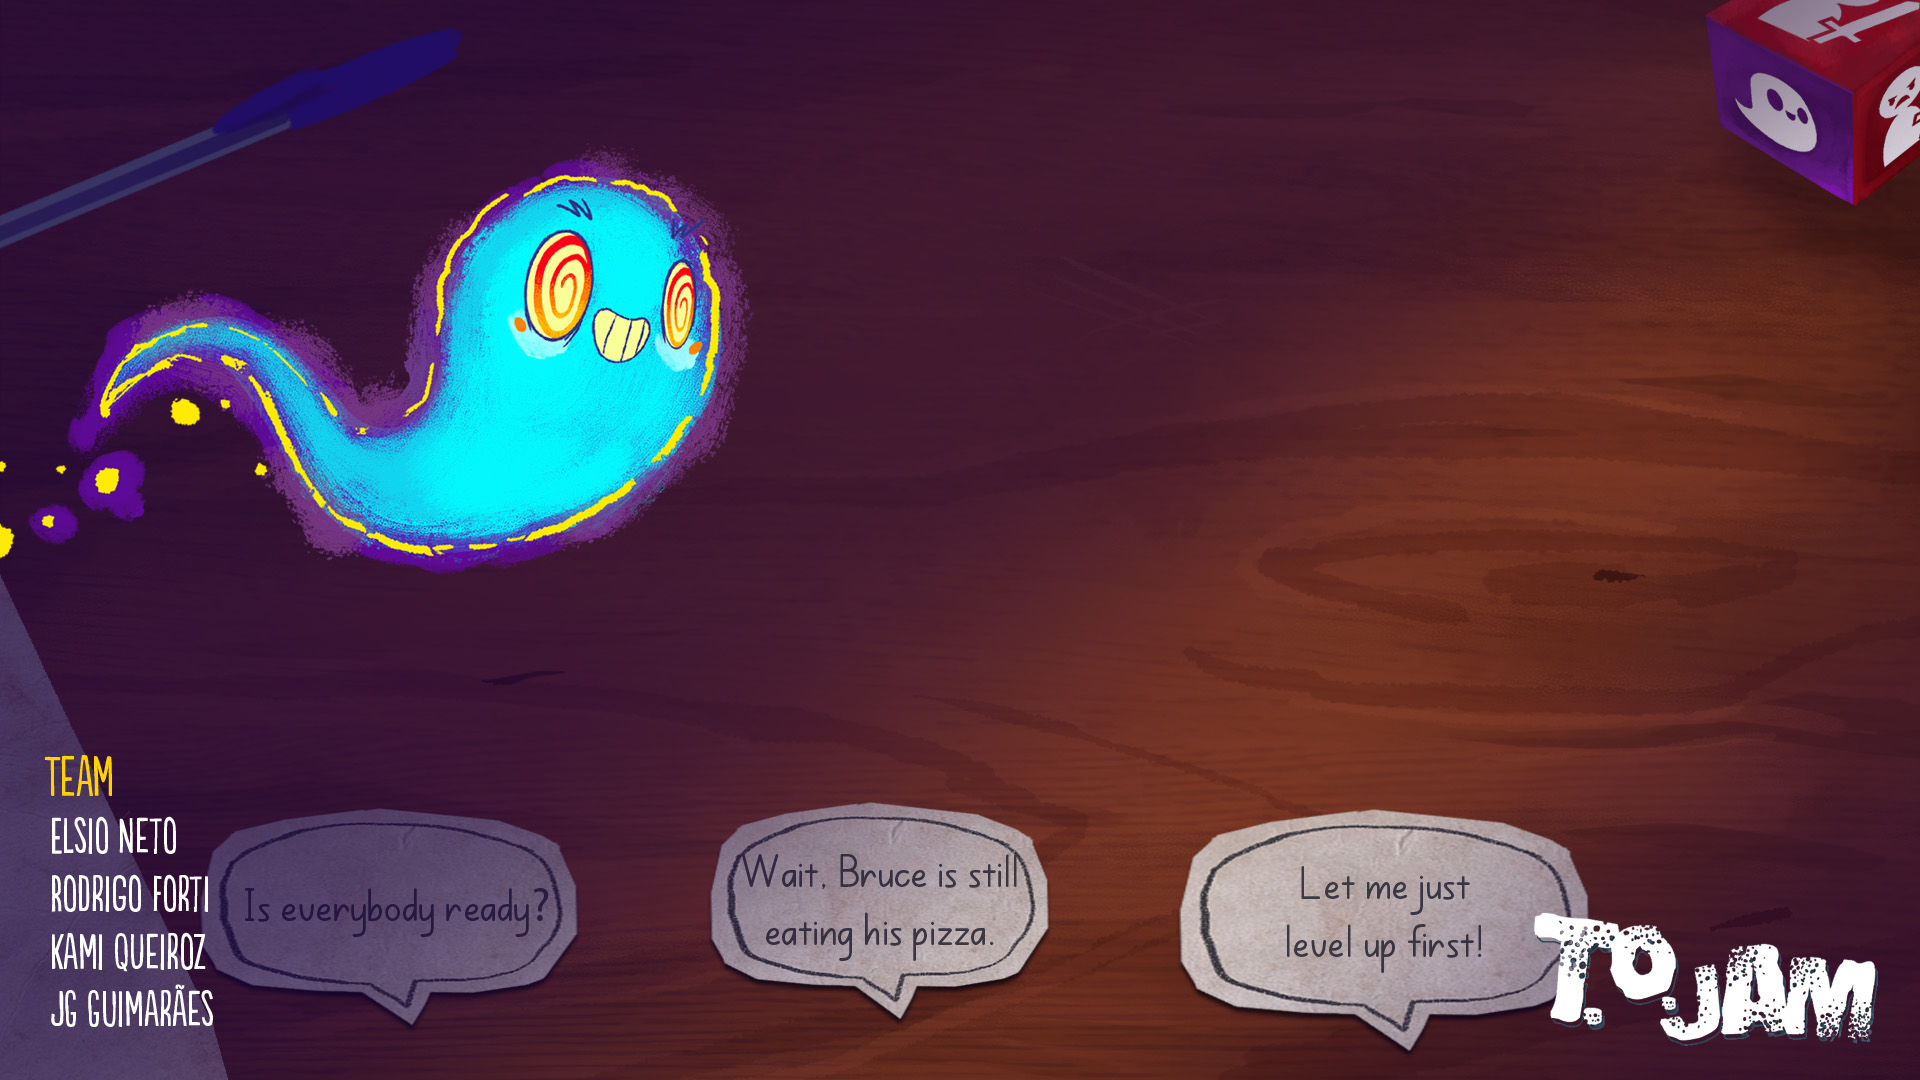 TEAM
ELSIO NETO
RODRIGO FORTI
KAMI QUEIROZ
JG GUIMARÃES
Is everybody ready?
Wait, Bruce is still
eating his pizza.
Let me just
level up first!
T.O.JAM